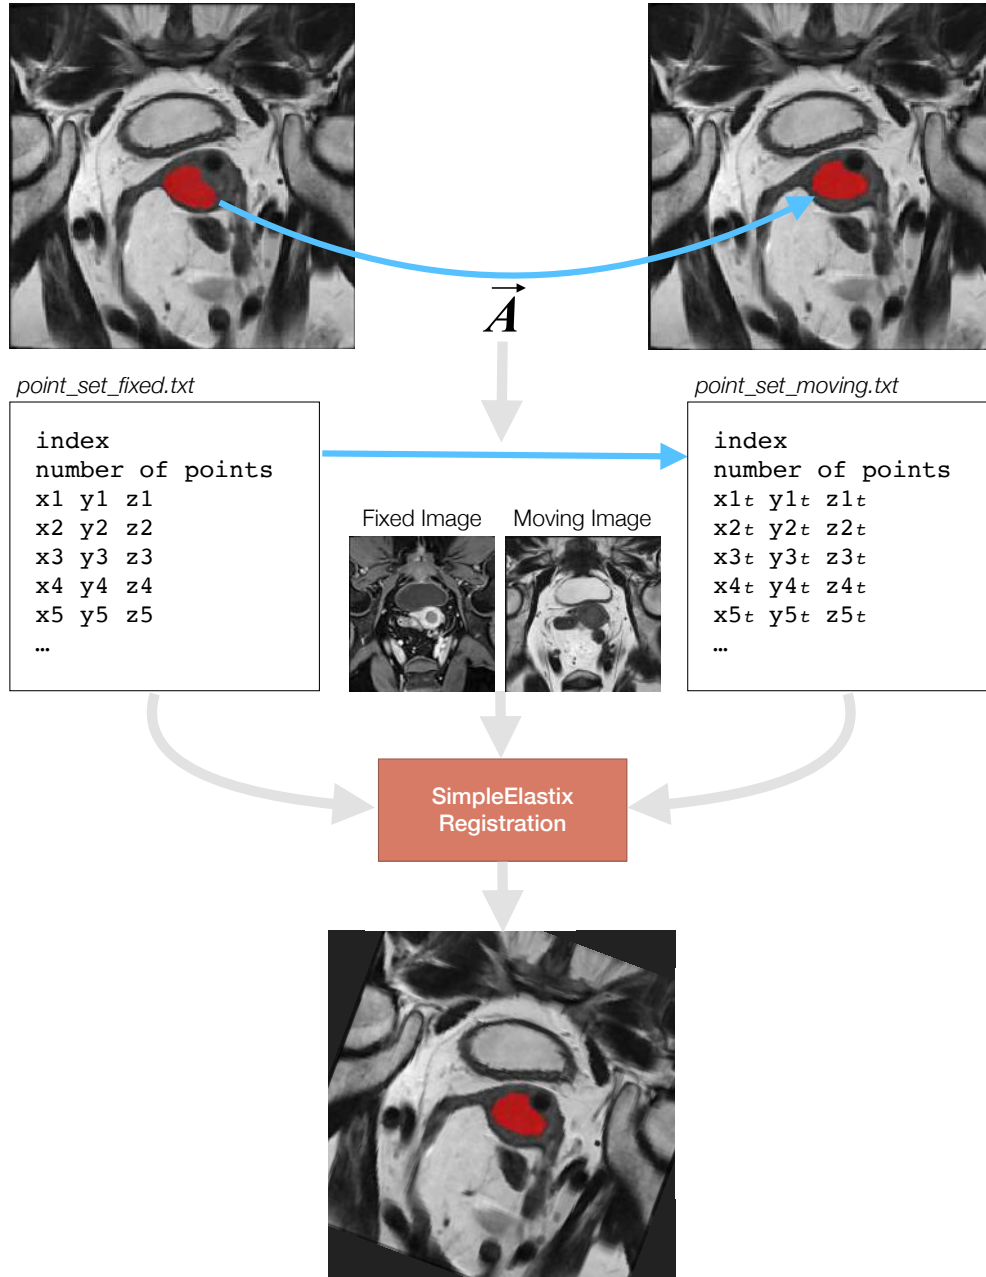 A
point_set_fixed.txt
index
number of points
x1 y1 z1
x2 y2 z2
x3 y3 z3
x4 y4 z4
x5 y5 z5
…
Fixed Image
Moving Image
point_set_moving.txt
index
number of points
x1t y1t z1t
x2t y2t z2t
x3t y3t z3t
x4t y4t z4t
x5t y5t z5t
…
SimpleElastix
Registration